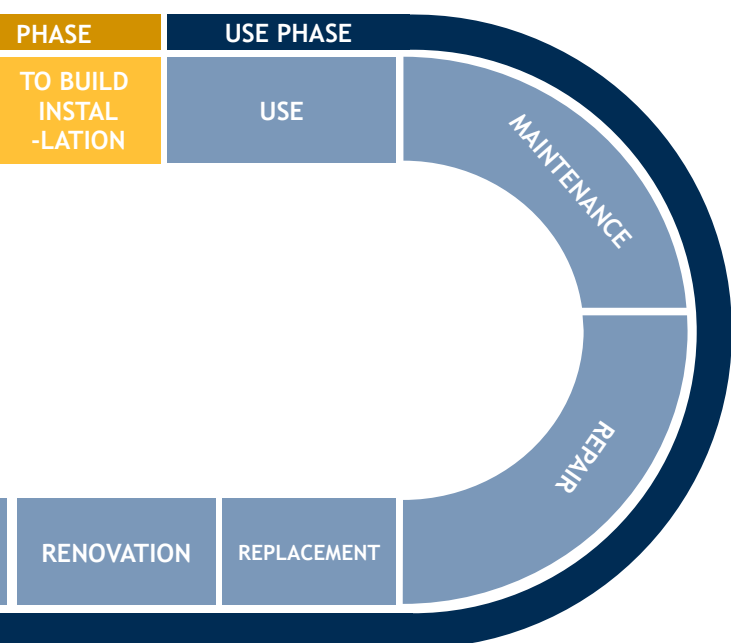 PHASE
USE PHASE
TO BUILD
INSTAL
-LATION
USE
MAINTENANCE
REPAIR
REPLACEMENT
RENOVATION